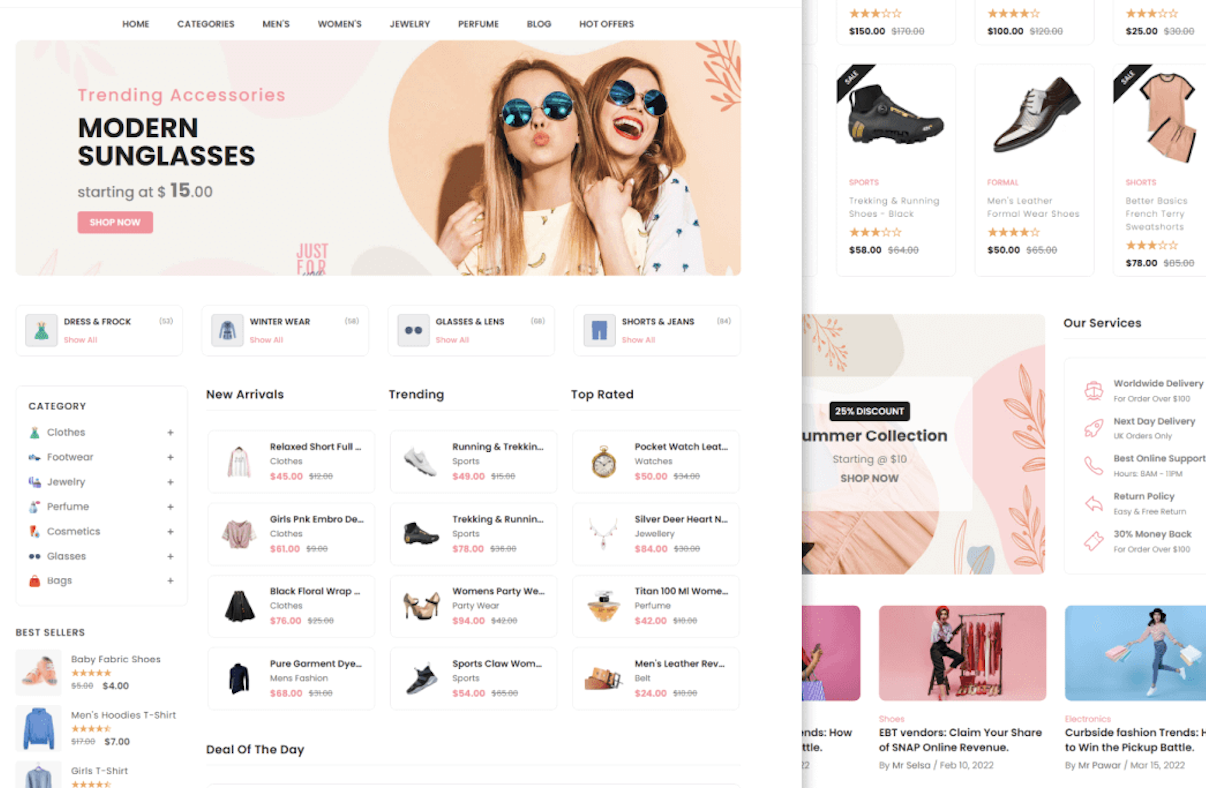 HOME CATEGORIES MEN'S WOMEN'S JEWELRY PERFUME BLOG HOT OFFERS
Trending Accessories
MODERN
SUNGLASSES
starting at $ 15.00
SHOP NOW
JUST
FOR
you
DRESS & FROCK (53)
Show All
WINTER WEAR (58)
Show All
GLASSES & LENS (68)
Show All
SHORTS & JEANS (84)
Show All
CATEGORY
Clothes +
Footwear +
Jewelry +
Perfume +
Cosmetics +
Glasses +
Bags +
BEST SELLERS
Baby Fabric Shoes
$5.00 $4.00
Men's Hoodies T-Shirt
$17.00 $7.00
Girls T-Shirt
New Arrivals
Relaxed Short Full ...
Clothes
$45.00 $12.00
Girls Pnk Embro De...
Clothes
$61.00 $9.00
Black Floral Wrap ...
Clothes
$76.00 $25.00
Pure Garment Dye...
Mens Fashion
$68.00 $31.00
Trending
Running & Trekkin...
Sports
$49.00 $15.00
Trekking & Runnin...
Sports
$78.00 $36.00
Womens Party We...
Party Wear
$94.00 $42.00
Sports Claw Wom...
Sports
$54.00 $65.00
Top Rated
Pocket Watch Leat...
Watches
$50.00 $34.00
Silver Deer Heart N...
Jewellery
$84.00 $30.00
Titan 100 Ml Wome...
Perfume
$42.00 $10.00
Men's Leather Rev...
Belt
$24.00 $10.00
Deal Of The Day
$150.00 $170.00
$100.00 $120.00
$25.00 $30.00
SALE
SPORTS
Trekking & Running
Shoes - Black
$58.00 $64.00
FORMAL
Men's Leather
Formal Wear Shoes
$50.00 $65.00
SALE
SHORTS
Better Basics
French Terry
Sweatshorts
$78.00 $85.00
25% DISCOUNT
ummer Collection
Starting @ $10
SHOP NOW
Our Services
Worldwide Delivery
For Order Over $100
Next Day Delivery
UK Orders Only
Best Online Support
Hours: 8AM - 11PM
Return Policy
Easy & Free Return
30% Money Back
For Order Over $100
ends: How
ttle.
22
Shoes
EBT vendors: Claim Your Share
of SNAP Online Revenue.
By Mr Selsa / Feb 10, 2022
Electronics
Curbside fashion Trends: H
to Win the Pickup Battle.
By Mr Pawar / Mar 15, 2022